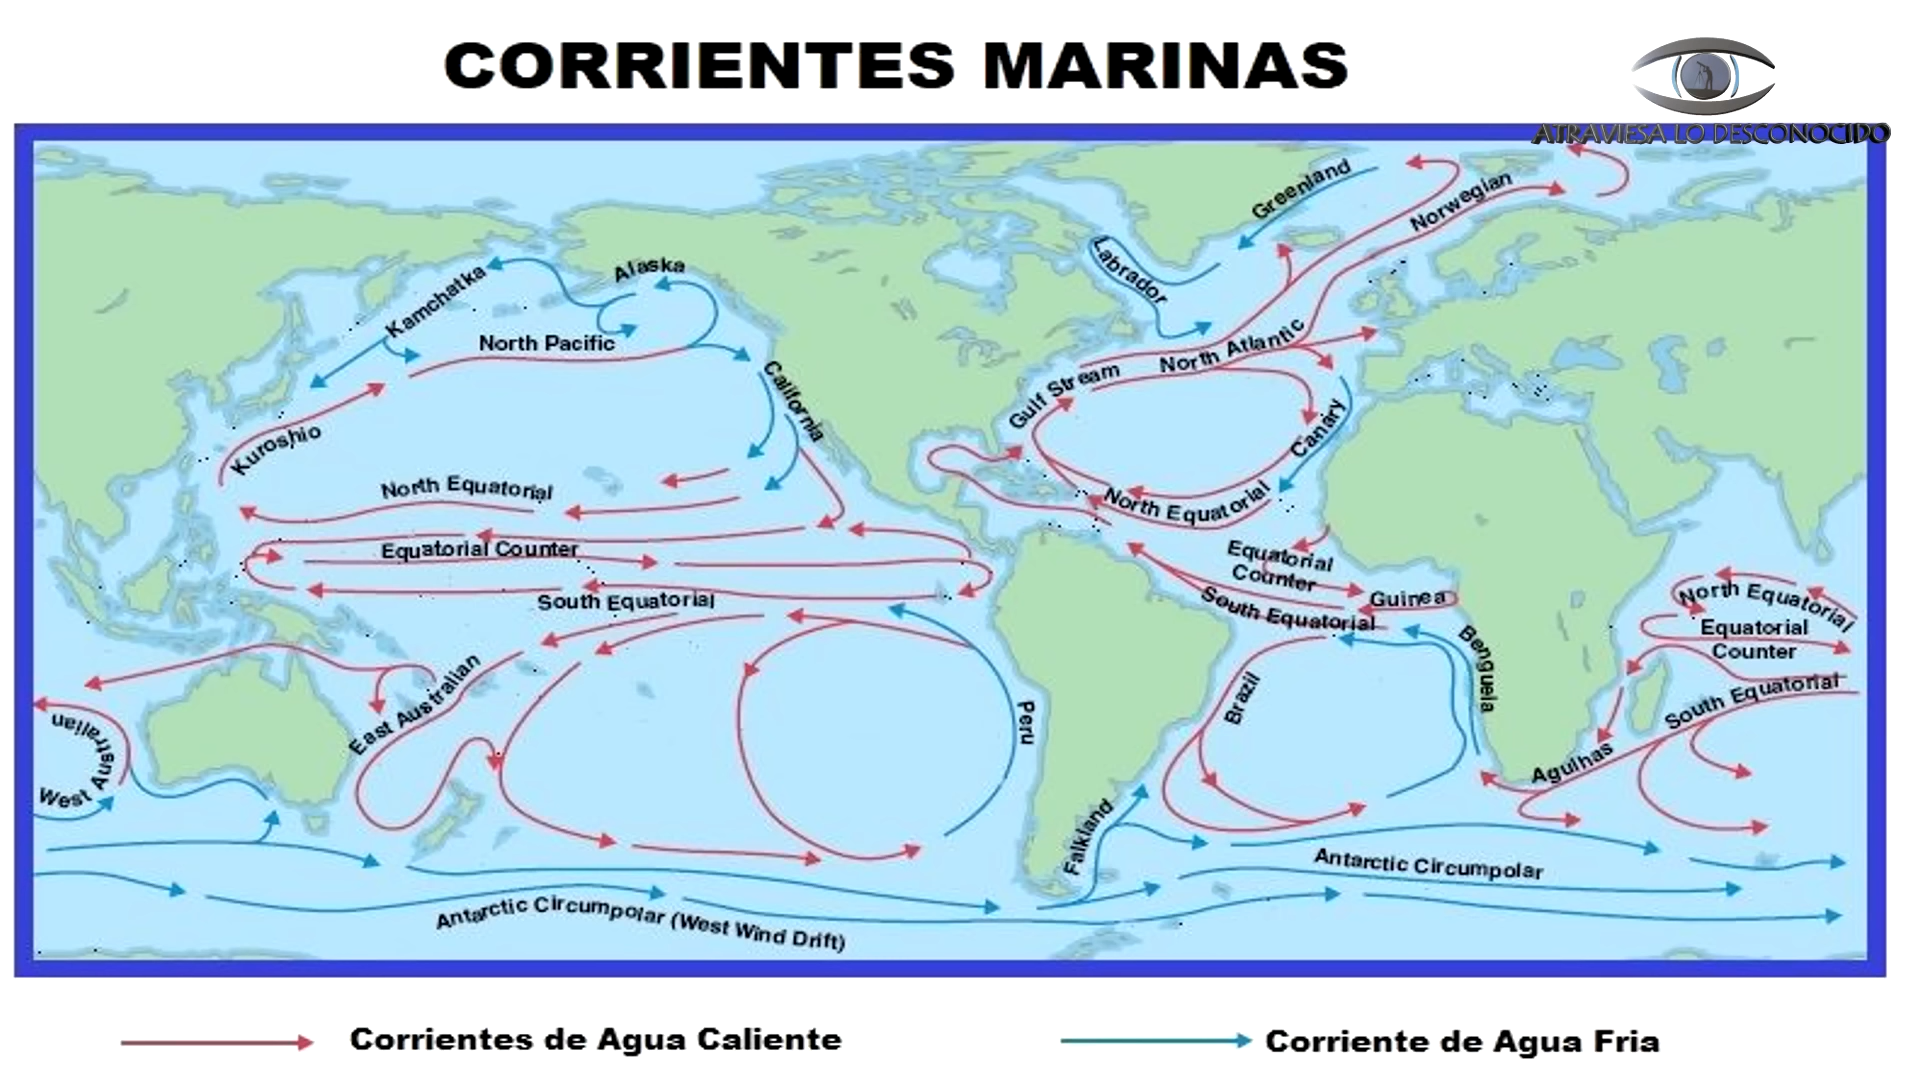 CORRIENTES MARINAS
ATRAVIESA LO DESCONOCIDO
Greenland
Norwegian
Labrador
Alaska
Kamchatka
North Pacific
North Atlantic
Gulf Stream
California
Canary
Kuroshio
North Equatorial
North Equatorial
Equatorial Counter
Equatorial
Counter
Guinea
South Equatorial
South Equatorial
North Equatorial
Equatorial
Counter
South Equatorial
East Australian
West Australian
Peru
Brazil
Benguela
Agulhas
Falkland
Antarctic Circumpolar
Antarctic Circumpolar (West Wind Drift)
Corrientes de Agua Caliente
Corriente de Agua Fria